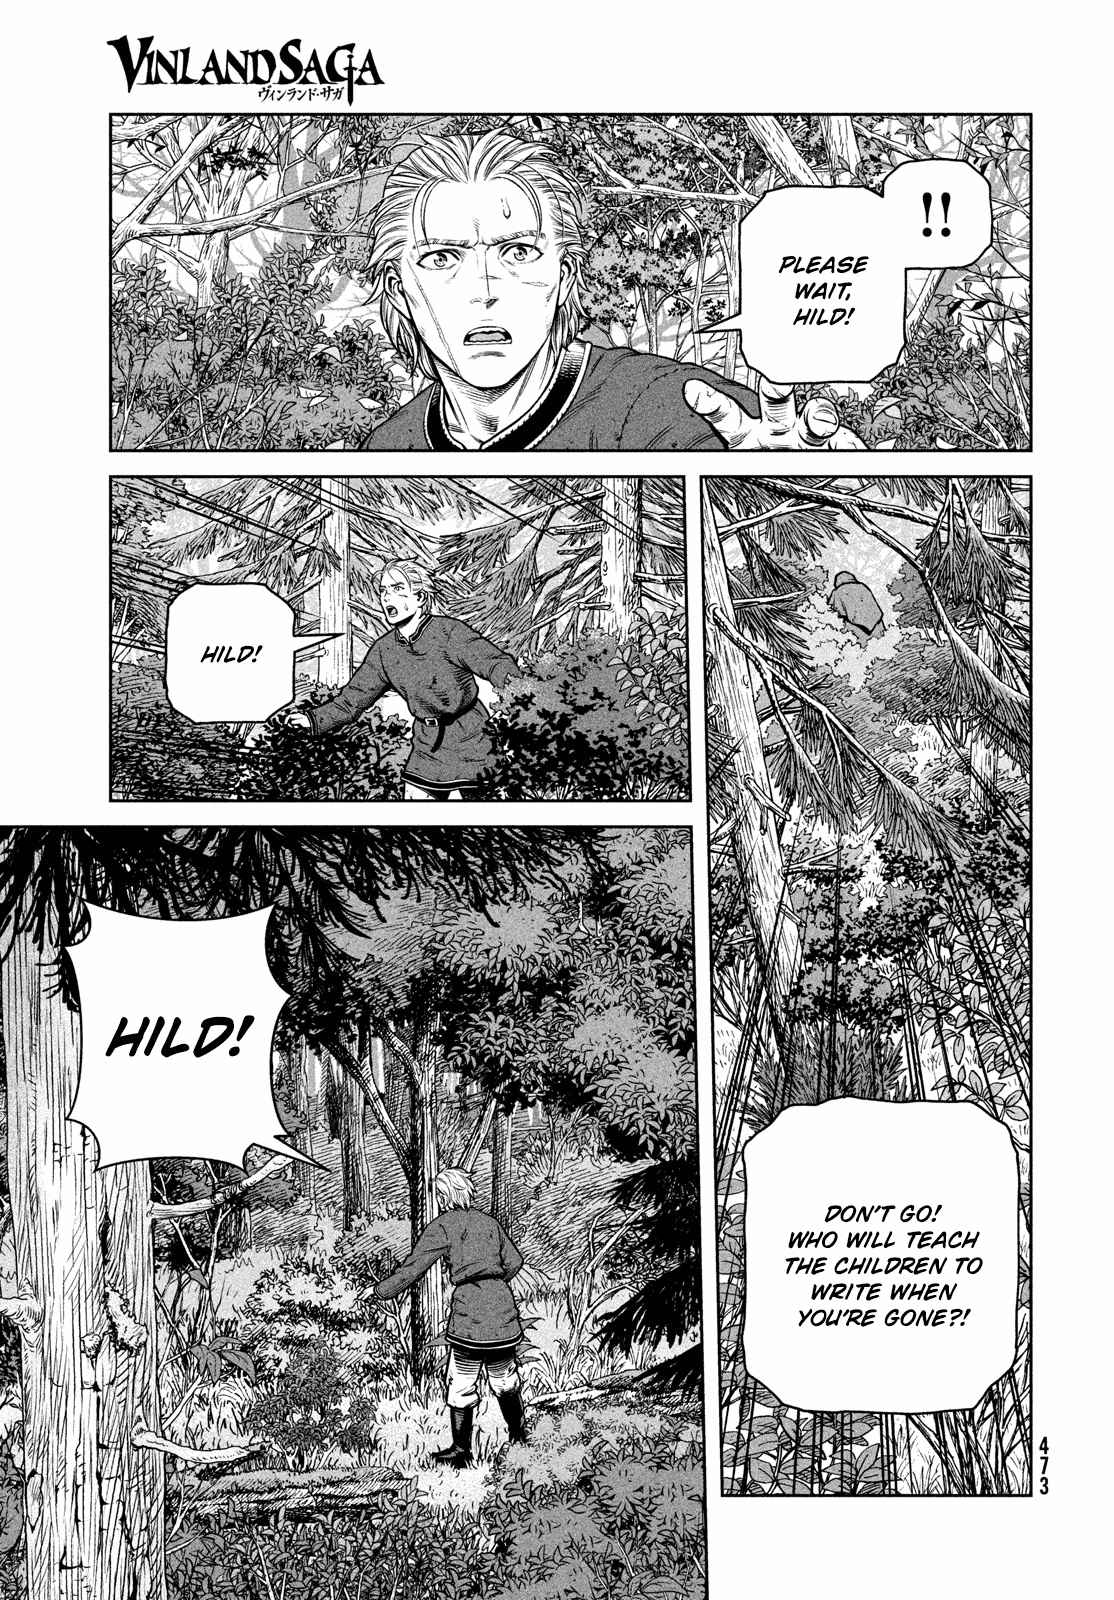 VINLAND SAGA
ヴィンランド・サガ
!!
PLEASE
WAIT,
HILD!
DON'T GO!
WHO WILL TEACH
THE CHILDREN TO
WRITE WHEN
YOU'RE GONE?!
HILD!
HILD!
473